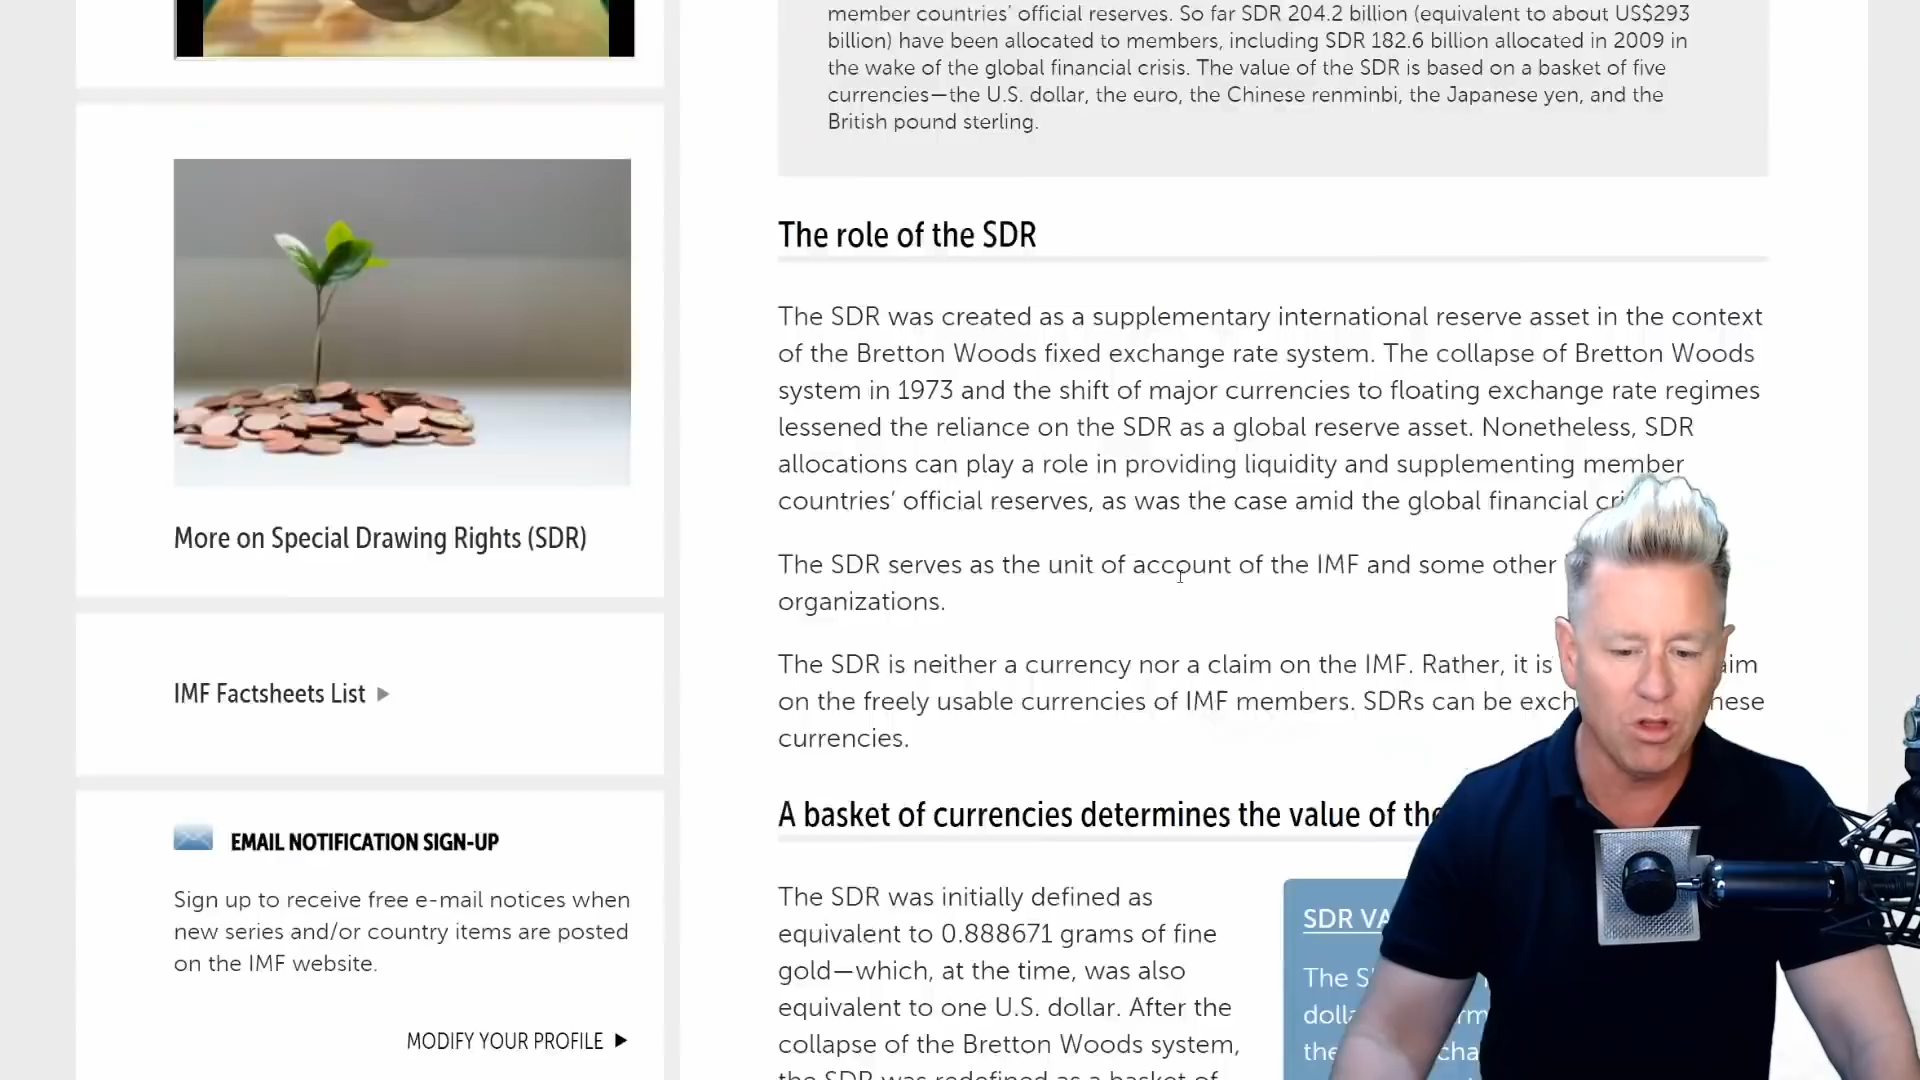 member countries' official reserves. So far SDR 204.2 billion (equivalent to about US$293
billion) have been allocated to members, including SDR 182.6 billion allocated in 2009 in
the wake of the global financial crisis. The value of the SDR is based on a basket of five
currencies—the U.S. dollar, the euro, the Chinese renminbi, the Japanese yen, and the
British pound sterling.
The role of the SDR
The SDR was created as a supplementary international reserve asset in the context
of the Bretton Woods fixed exchange rate system. The collapse of Bretton Woods
system in 1973 and the shift of major currencies to floating exchange rate regimes
lessened the reliance on the SDR as a global reserve asset. Nonetheless, SDR
allocations can play a role in providing liquidity and supplementing member
countries' official reserves, as was the case amid the global financial
The SDR serves as the unit of account of the IMF and some other
organizations.
The SDR is neither a currency nor a claim on the IMF. Rather, it is
on the freely usable currencies of IMF members. SDRs can be
currencies.
A basket of currencies determines the value of
The SDR was initially defined as
equivalent to 0.888671 grams of fine
gold—which, at the time, was also
equivalent to one U.S. dollar. After the
collapse of the Bretton Woods system,
the SDR was redefined as a basket of
SDR
The
More on Special Drawing Rights (SDR)
IMF Factsheets List
EMAIL NOTIFICATION SIGN-UP
Sign up to receive free e-mail notices when
new series and/or country items are posted
on the IMF website.
MODIFY YOUR PROFILE